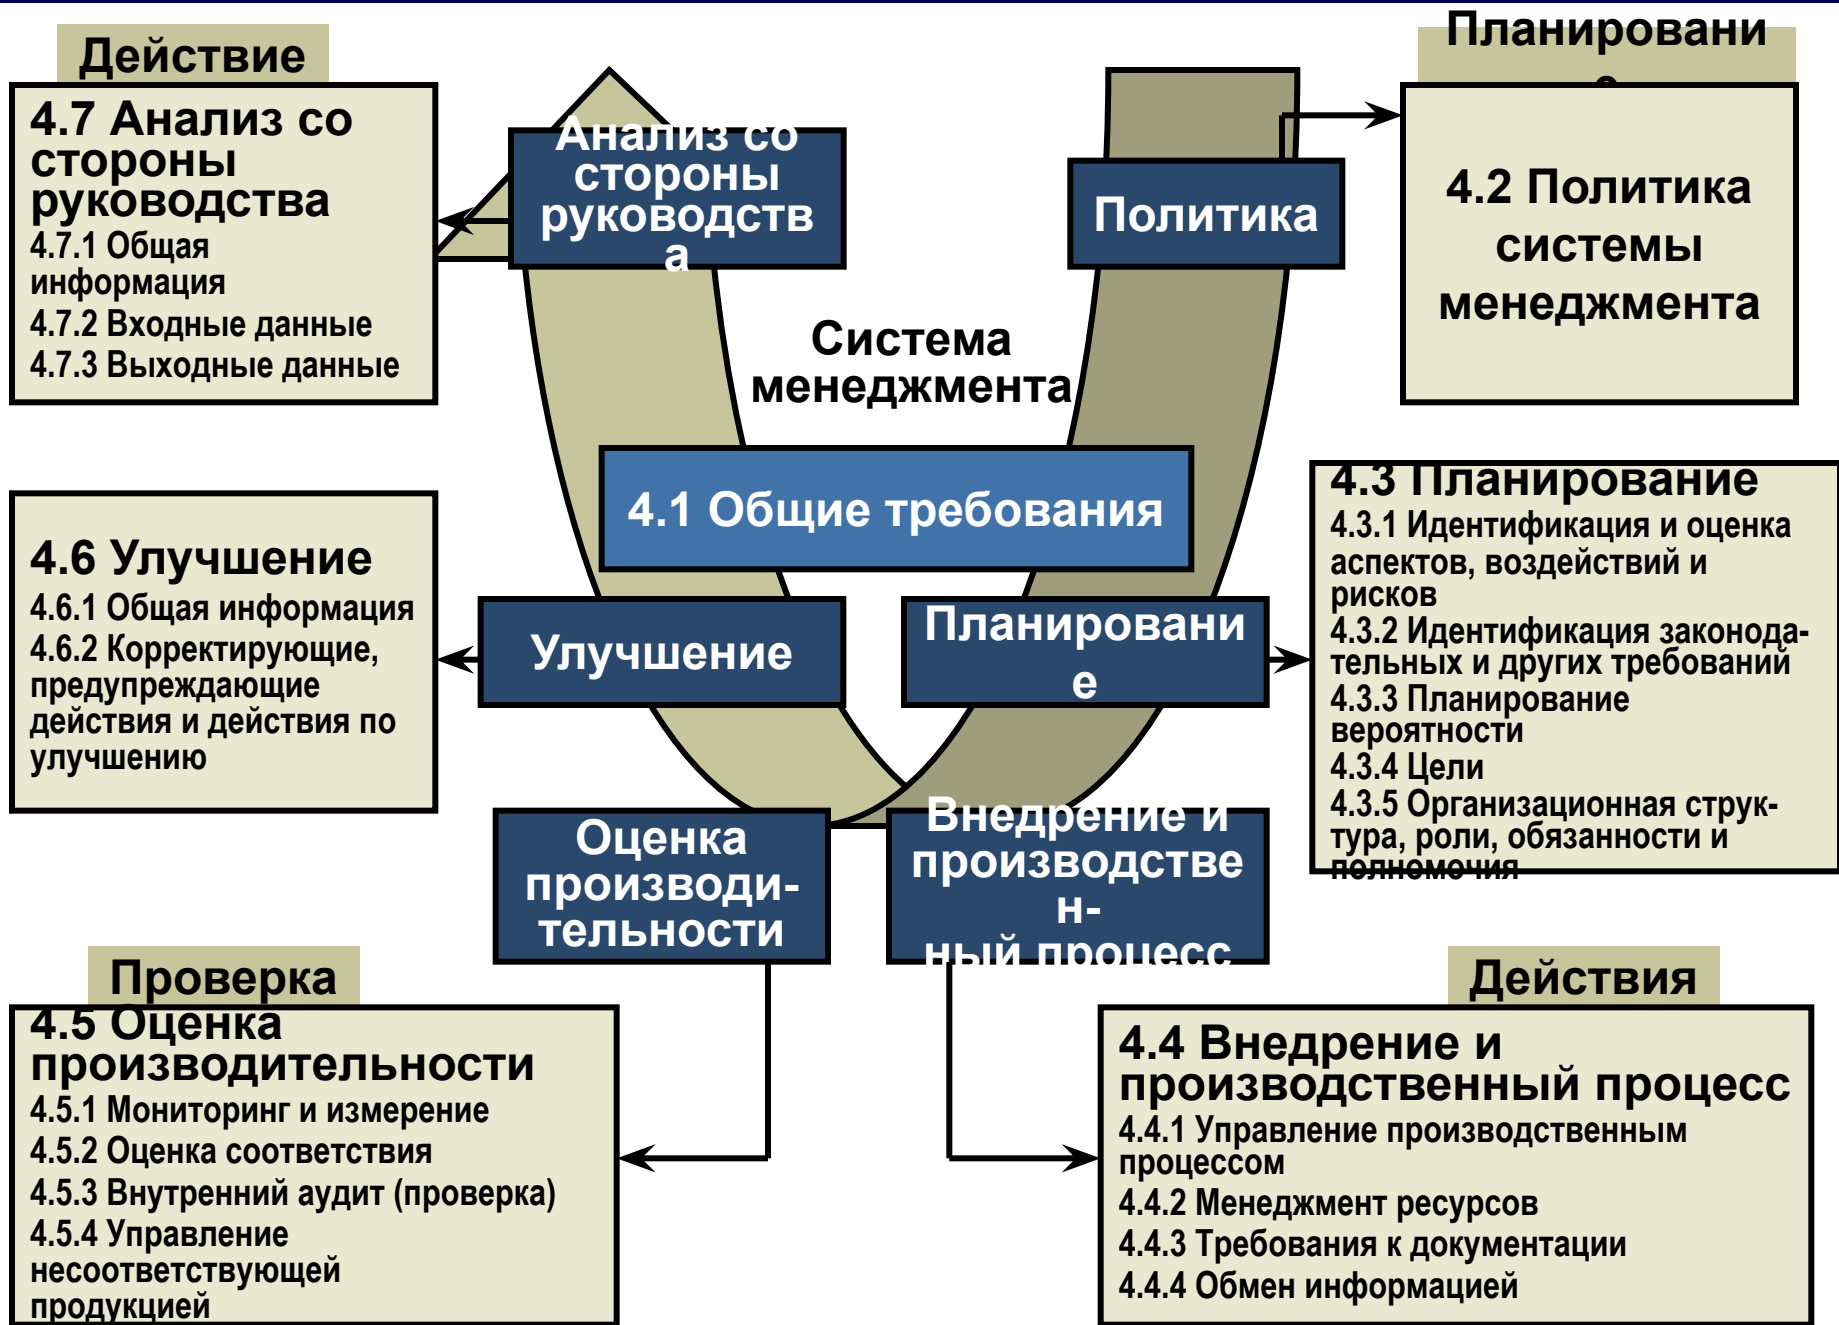 Действие
4.7 Анализ со
стороны
руководства
4.7.1 Общая
информация
4.7.2 Входные данные
4.7.3 Выходные данные
Анализ со
стороны
руководств
а
Политика
Планировани
е
4.2 Политика
системы
менеджмента
Система
менеджмента
4.1 Общие требования
4.6 Улучшение
4.6.1 Общая информация
4.6.2 Корректирующие,
предупреждающие
действия и действия по
улучшению
Улучшение
Планировани
е
4.3 Планирование
4.3.1 Идентификация и оценка
аспектов, воздействий и
рисков
4.3.2 Идентификация законода-
тельных и других требований
4.3.3 Планирование
вероятности
4.3.4 Цели
4.3.5 Организационная струк-
тура, роли, обязанности и
полномочия
Оценка
производи-
тельности
Внедрение и
производстве
н-
ный процесс
Проверка
4.5 Оценка
производительности
4.5.1 Мониторинг и измерение
4.5.2 Оценка соответствия
4.5.3 Внутренний аудит (проверка)
4.5.4 Управление
несоответствующей
продукцией
Действия
4.4 Внедрение и
производственный процесс
4.4.1 Управление производственным
процессом
4.4.2 Менеджмент ресурсов
4.4.3 Требования к документации
4.4.4 Обмен информацией